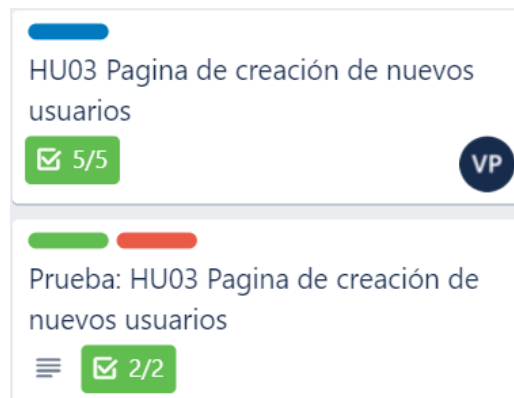 HU03 Pagina de creación de nuevos
usuarios
5/5
VP
Prueba: HU03 Pagina de creación de
nuevos usuarios
2/2